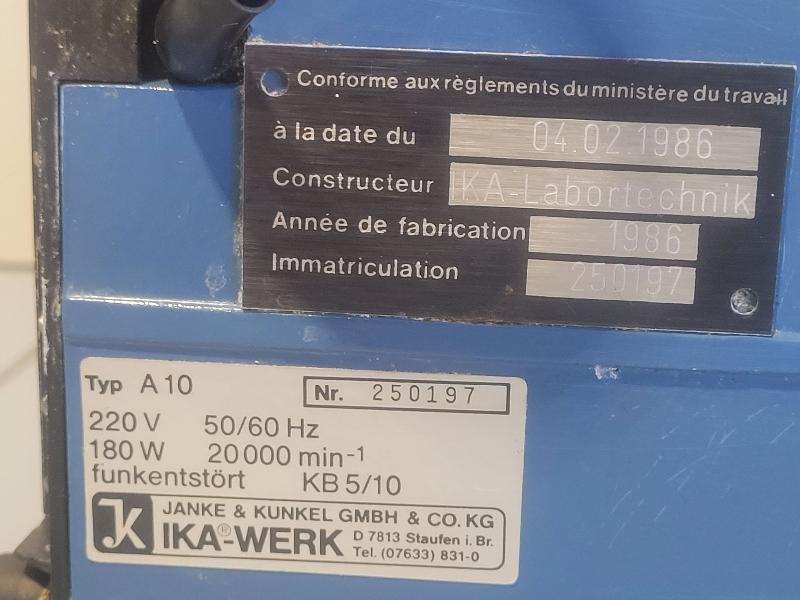 Conforme aux règlements du ministère du travail
à la date du 04.02.1986
Constructeur IKA-Labortechnik
Année de fabrication 1986
Immatriculation 250197
Typ A 10 Nr. 250197
220 V 50/60 Hz
180 W 20 000 min-1
funkentstört KB 5/10
JANKE & KUNKEL GMBH & CO. KG
IKA®-WERK D 7813 Staufen i. Br.
Tel. (07633) 831-0